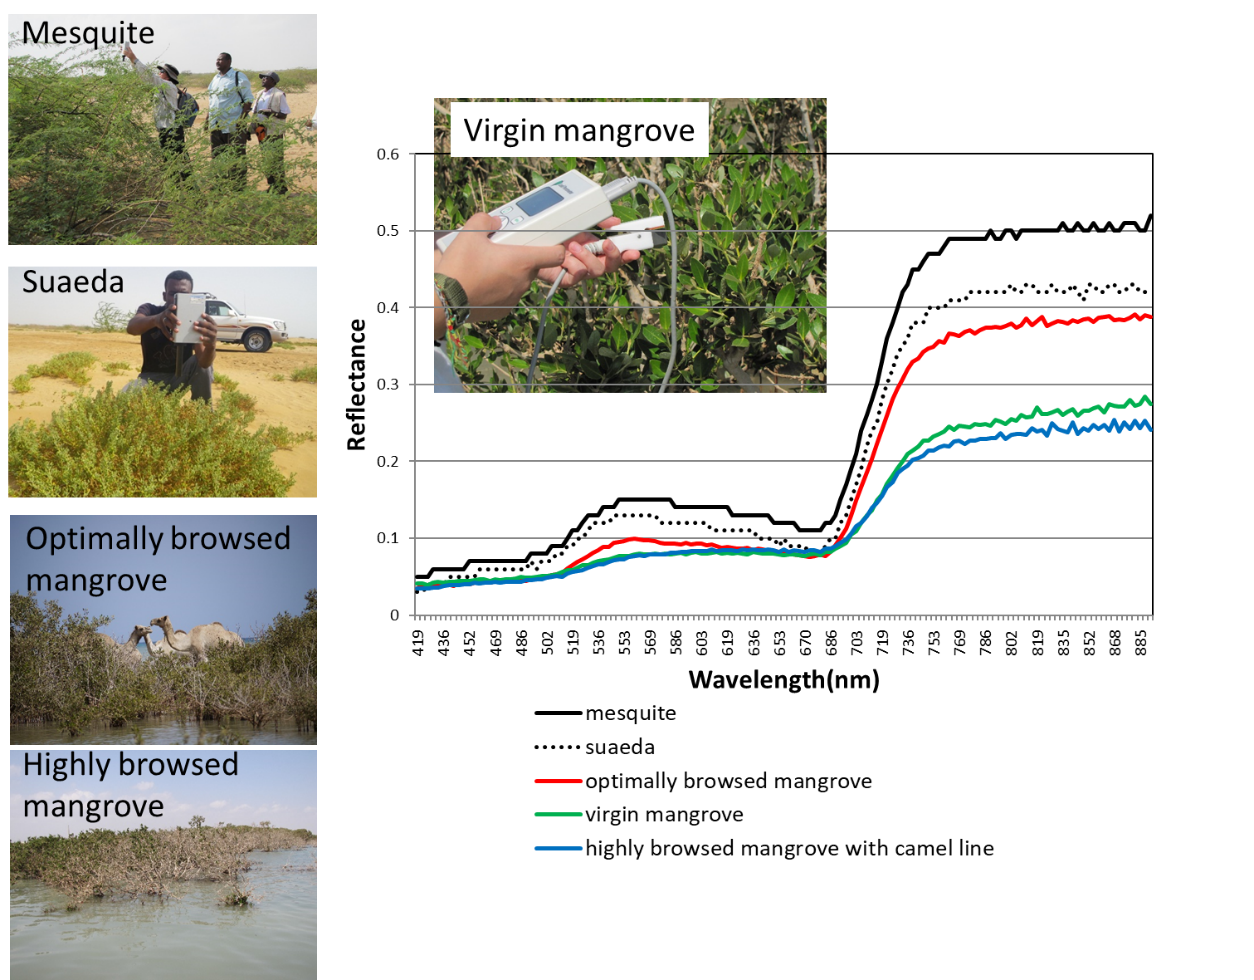 Mesquite
Suaeda
Optimally browsed
mangrove
Highly browsed
mangrove
Virgin mangrove
Reflectance
0.6
0.5
0.4
0.3
0.2
0.1
0
419 436 452 469 486 502 519 536 553 569 586 603 619 636 653 670 686 703 719 736 753 769 786 802 819 835 852 868 885
Wavelength(nm)
mesquite
suaeda
optimally browsed mangrove
virgin mangrove
highly browsed mangrove with camel line